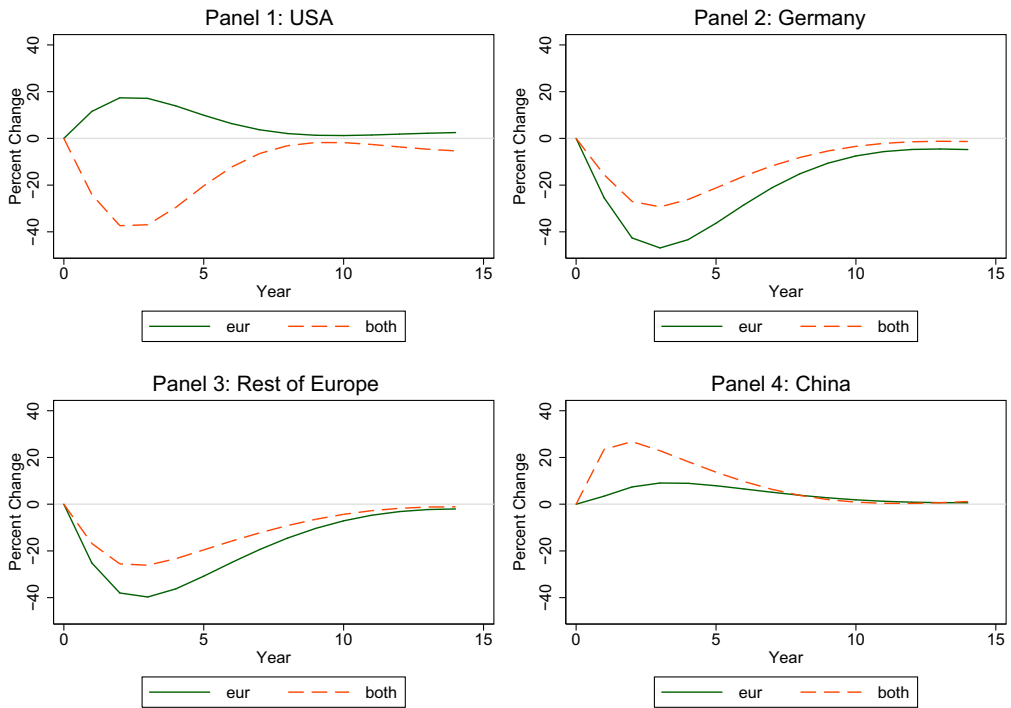 Panel 1: USA
Percent Change
40
20
0
−20
−40
0 5 10 15
Year
eur both
Panel 2: Germany
Percent Change
40
20
0
−20
−40
0 5 10 15
Year
eur both
Panel 3: Rest of Europe
Percent Change
40
20
0
−20
−40
0 5 10 15
Year
eur both
Panel 4: China
Percent Change
40
20
0
−20
−40
0 5 10 15
Year
eur both